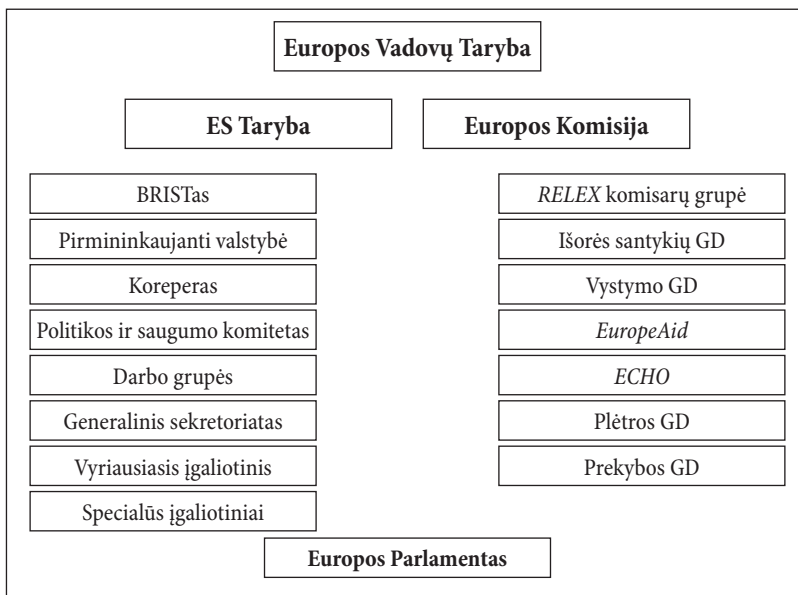 Europos Vadovų Taryba
ES Taryba
Europos Komisija
BRISTas
Pirmininkaujanti valstybė
Koreperas
Politikos ir saugumo komitetas
Darbo grupės
Generalinis sekretoriatas
Vyriausiasis įgaliotinis
Specialūs įgaliotiniai
RELEX komisarų grupė
Išorės santykių GD
Vystymo GD
EuropeAid
ECHO
Plėtros GD
Prekybos GD
Europos Parlamentas